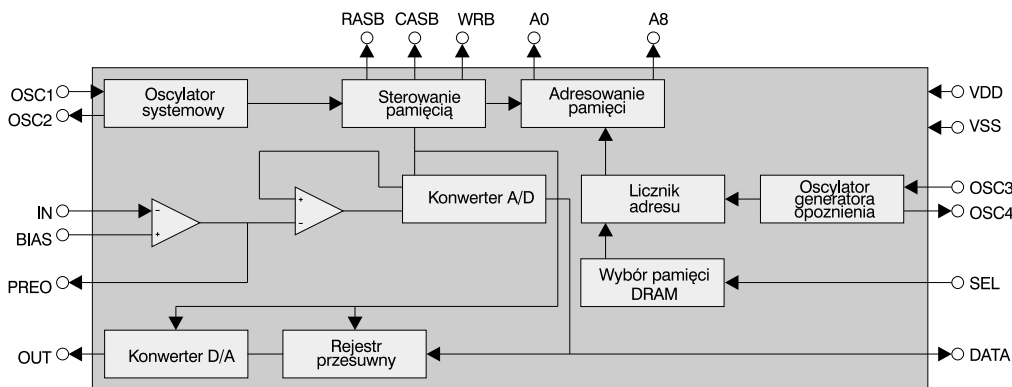 RASB CASB WRB A0 A8
OSC1
OSC2
Oscylator
systemowy
Sterowanie
pamięcią
Adresowanie
pamięci
VDD
VSS
IN
BIAS
-
+
+
-
Konwerter A/D
Licznik
adresu
Oscylator
generatora
opoznienia
OSC3
OSC4
PREO
Wybór pamięci
DRAM
SEL
OUT
Konwerter D/A
Rejestr
przesuwny
DATA